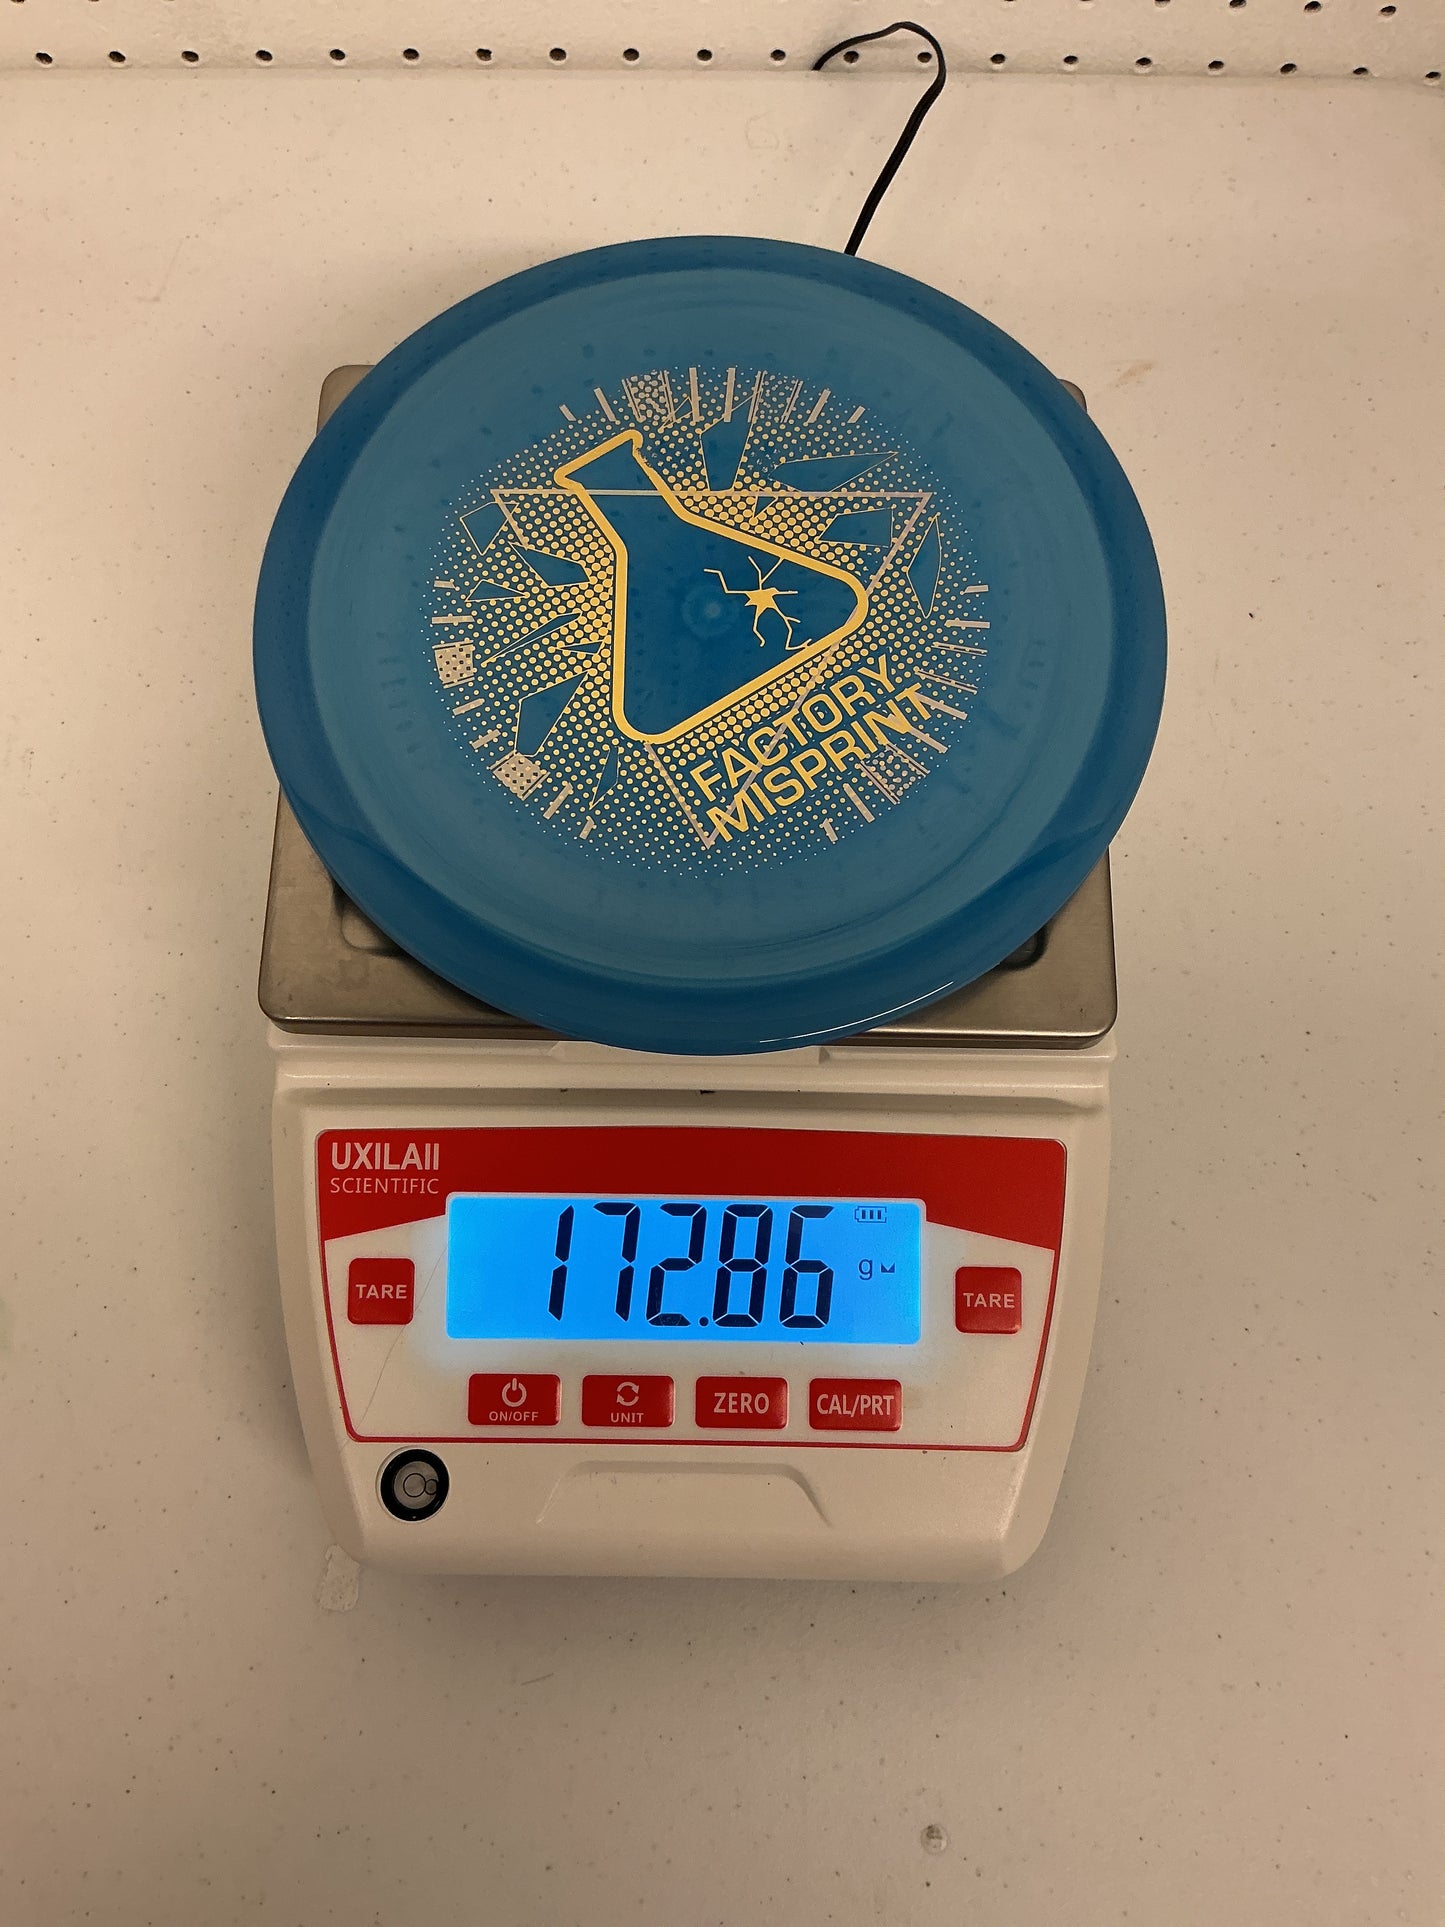 FACTORY
MISPRINT
UXILAII
SCIENTIFIC
172.86
g
TARE
TARE
ON/OFF
UNIT
ZERO
CAL/PRT